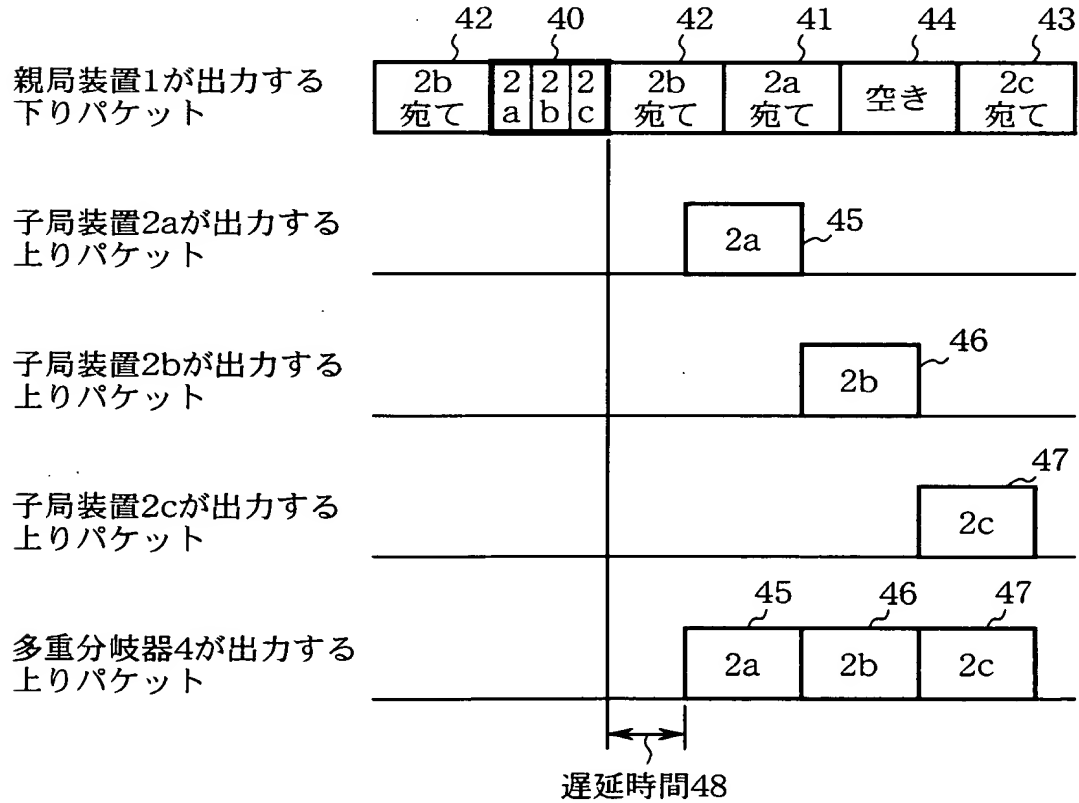 42 40 42 41 44 43
親局装置1が出力する
下りパケット
2b
宛て
2
a
2
b
2
c
2b
宛て
2a
宛て
空き
2c
宛て
子局装置2aが出力する
上りパケット
2a
45
子局装置2bが出力する
上りパケット
2b
46
子局装置2cが出力する
上りパケット
2c
47
45 46 47
多重分岐器4が出力する
上りパケット
2a 2b 2c
遅延時間48